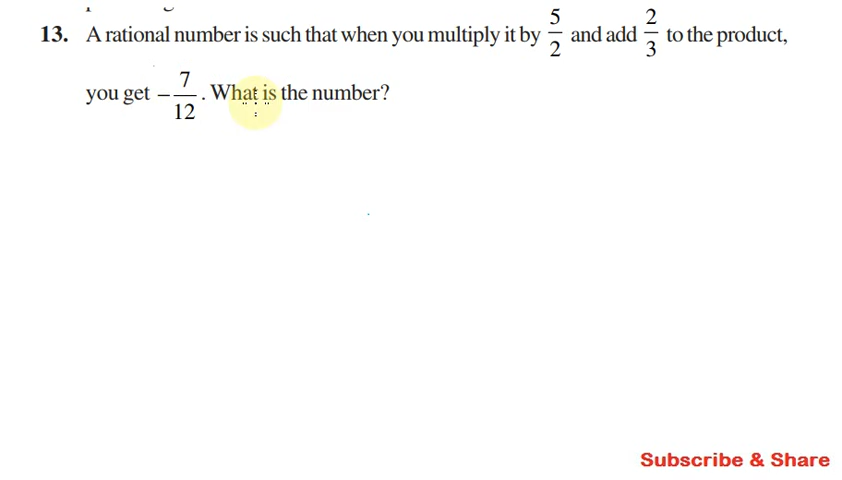 13. A rational number is such that when you multiply it by 5/2 and add 2/3 to the product,
you get −7/12. What is the number?
Subscribe & Share